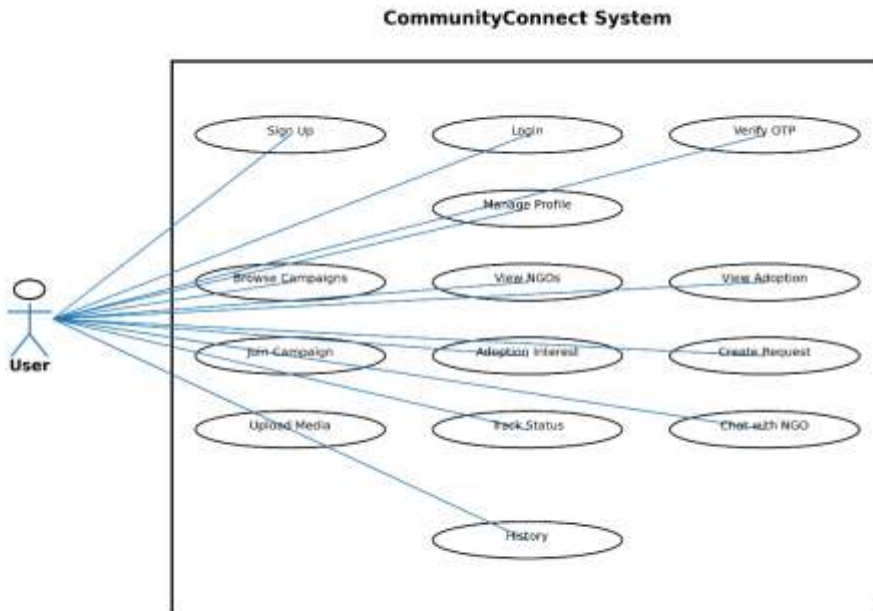 CommunityConnect System
Sign Up
Login
Verify OTP
Manage Profile
Browse Campaigns
View NGOs
View Adoption
User
Join Campaign
Adoption Interest
Create Request
Upload Media
Track Status
Chat with NGO
History